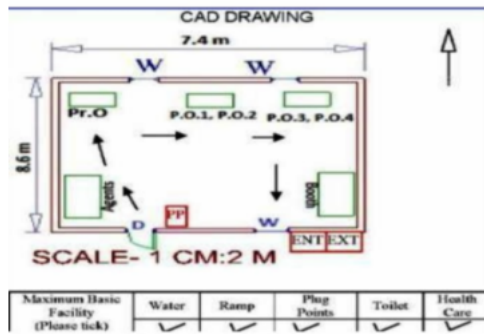 CAD DRAWING
7.4 m
W W
Pr.O P.O.1, P.O.2 P.O.3, P.O.4
8.6 m
Agents
Booth
D PP W
ENT EXT
SCALE- 1 CM:2 M
Maximum Basic Facility (Please tick) Water Ramp Plug Points Toilet Health Care